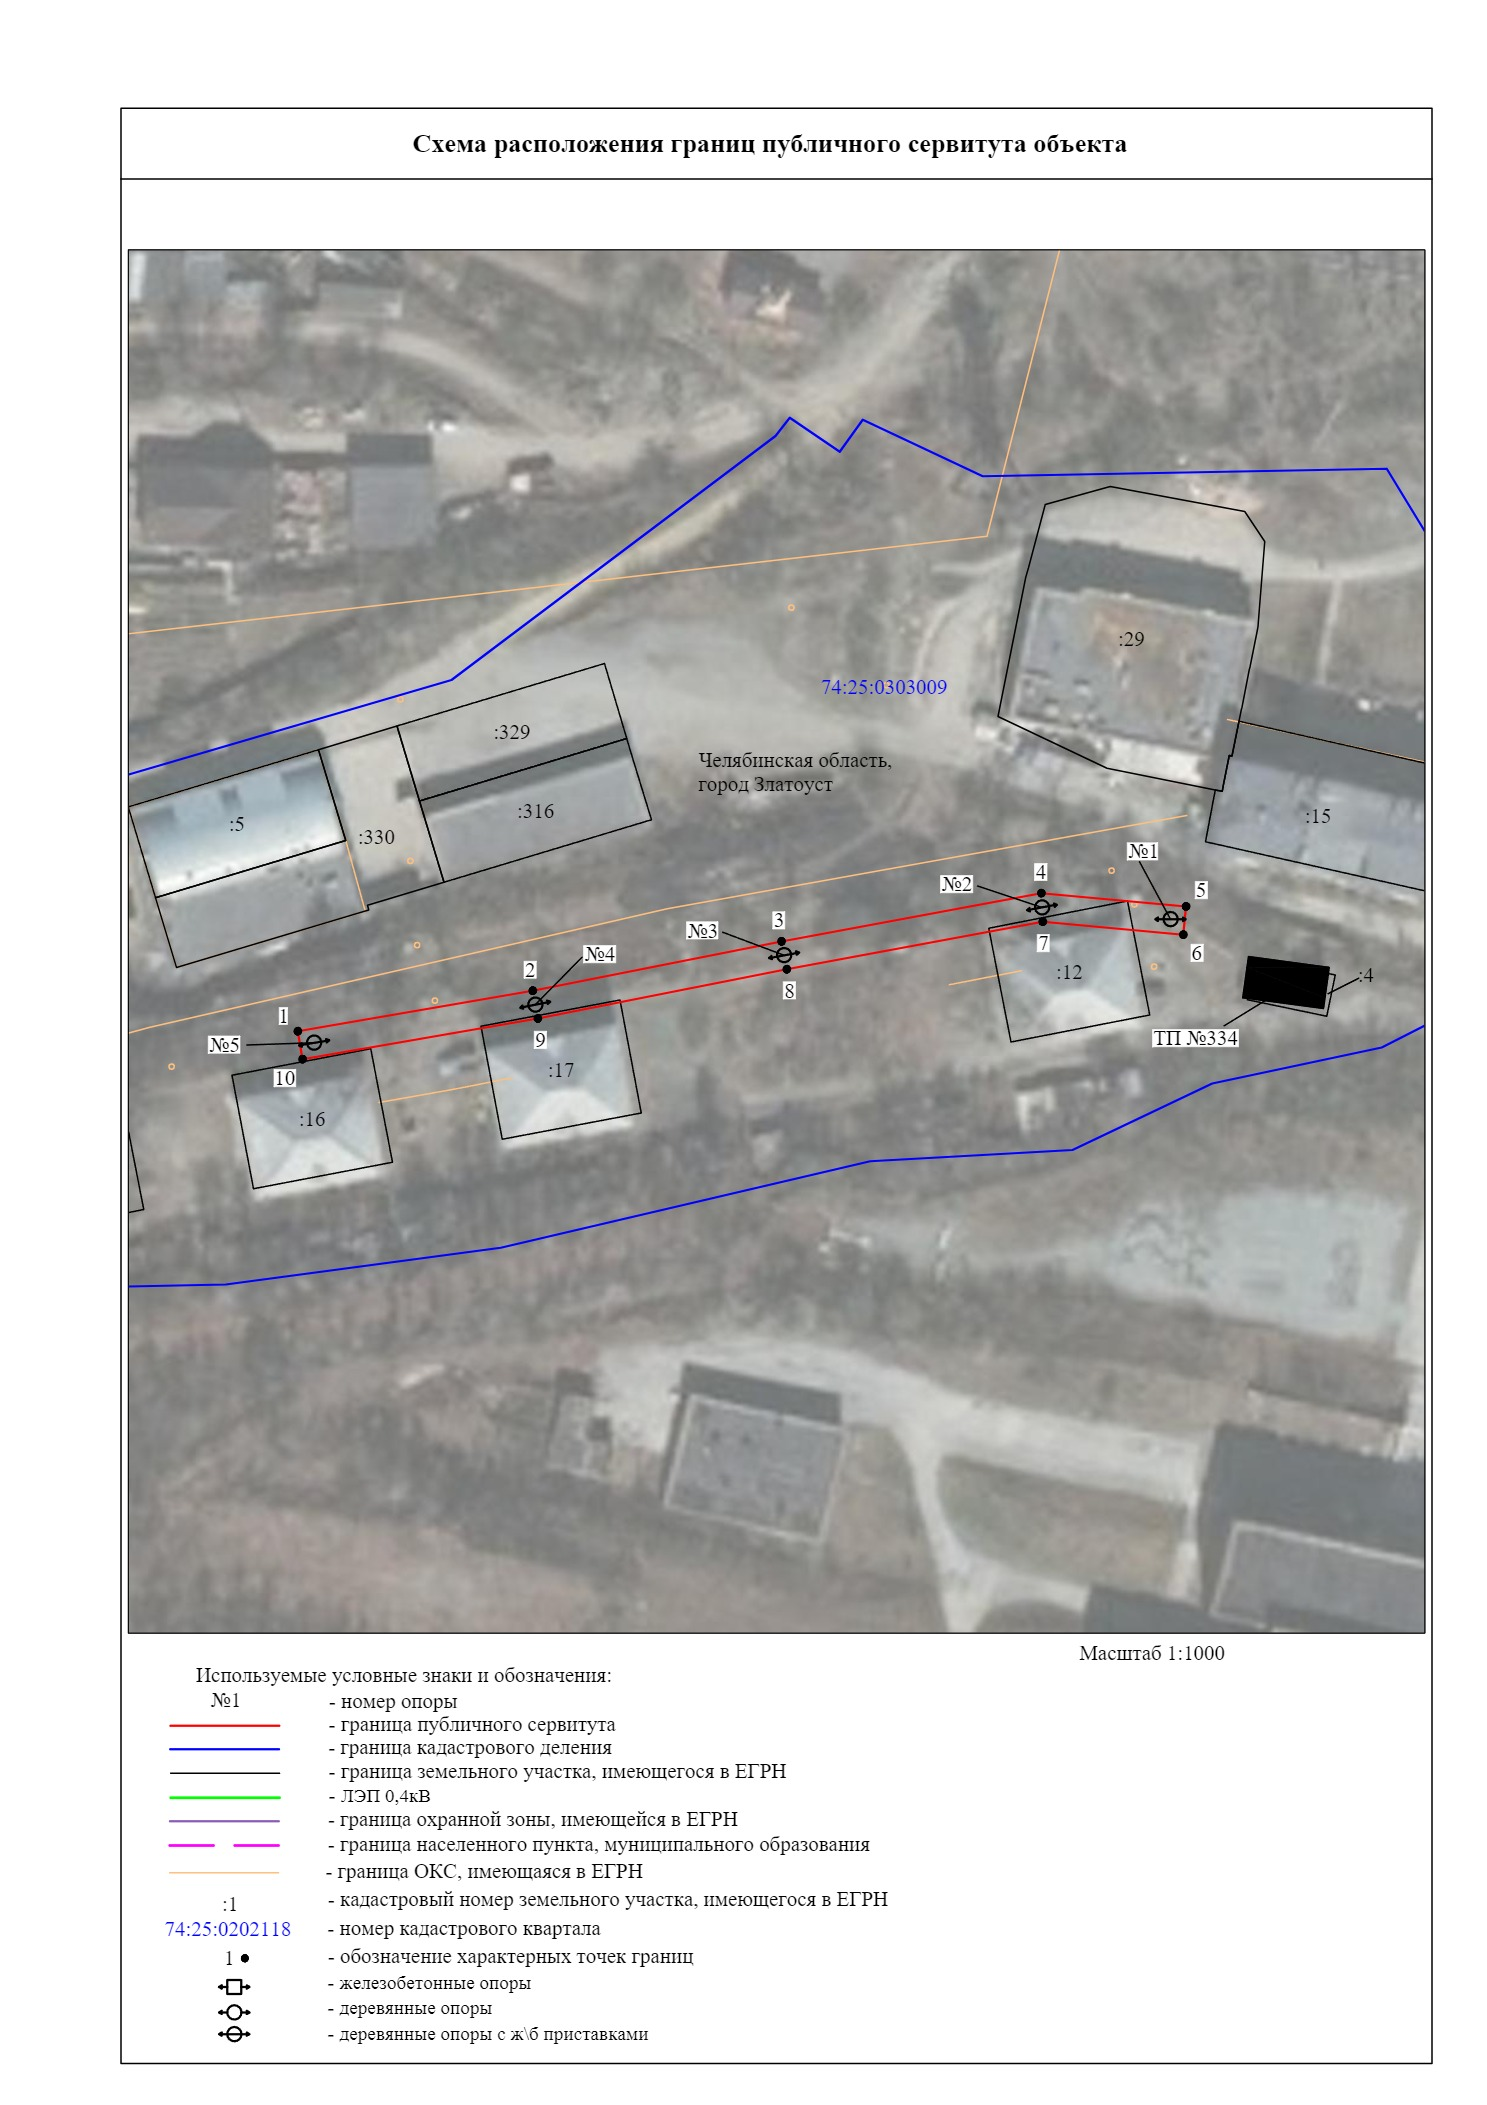 Схема расположения границ публичного сервитута объекта
:29
74:25:0303009
:329
Челябинская область,
город Златоуст
:5
:316
:330
:15
№1
4
№2
5
3
№3
7
6
2
№4
:12
:4
8
1
9
ТП №334
№5
10
:17
:16
Масштаб 1:1000
Используемые условные знаки и обозначения:
№1 - номер опоры
- граница публичного сервитута
- граница кадастрового деления
- граница земельного участка, имеющегося в ЕГРН
- ЛЭП 0,4кВ
- граница охранной зоны, имеющейся в ЕГРН
- граница населенного пункта, муниципального образования
- граница ОКС, имеющаяся в ЕГРН
:1 - кадастровый номер земельного участка, имеющегося в ЕГРН
74:25:0202118 - номер кадастрового квартала
1 - обозначение характерных точек границ
- железобетонные опоры
- деревянные опоры
- деревянные опоры с ж\б приставками